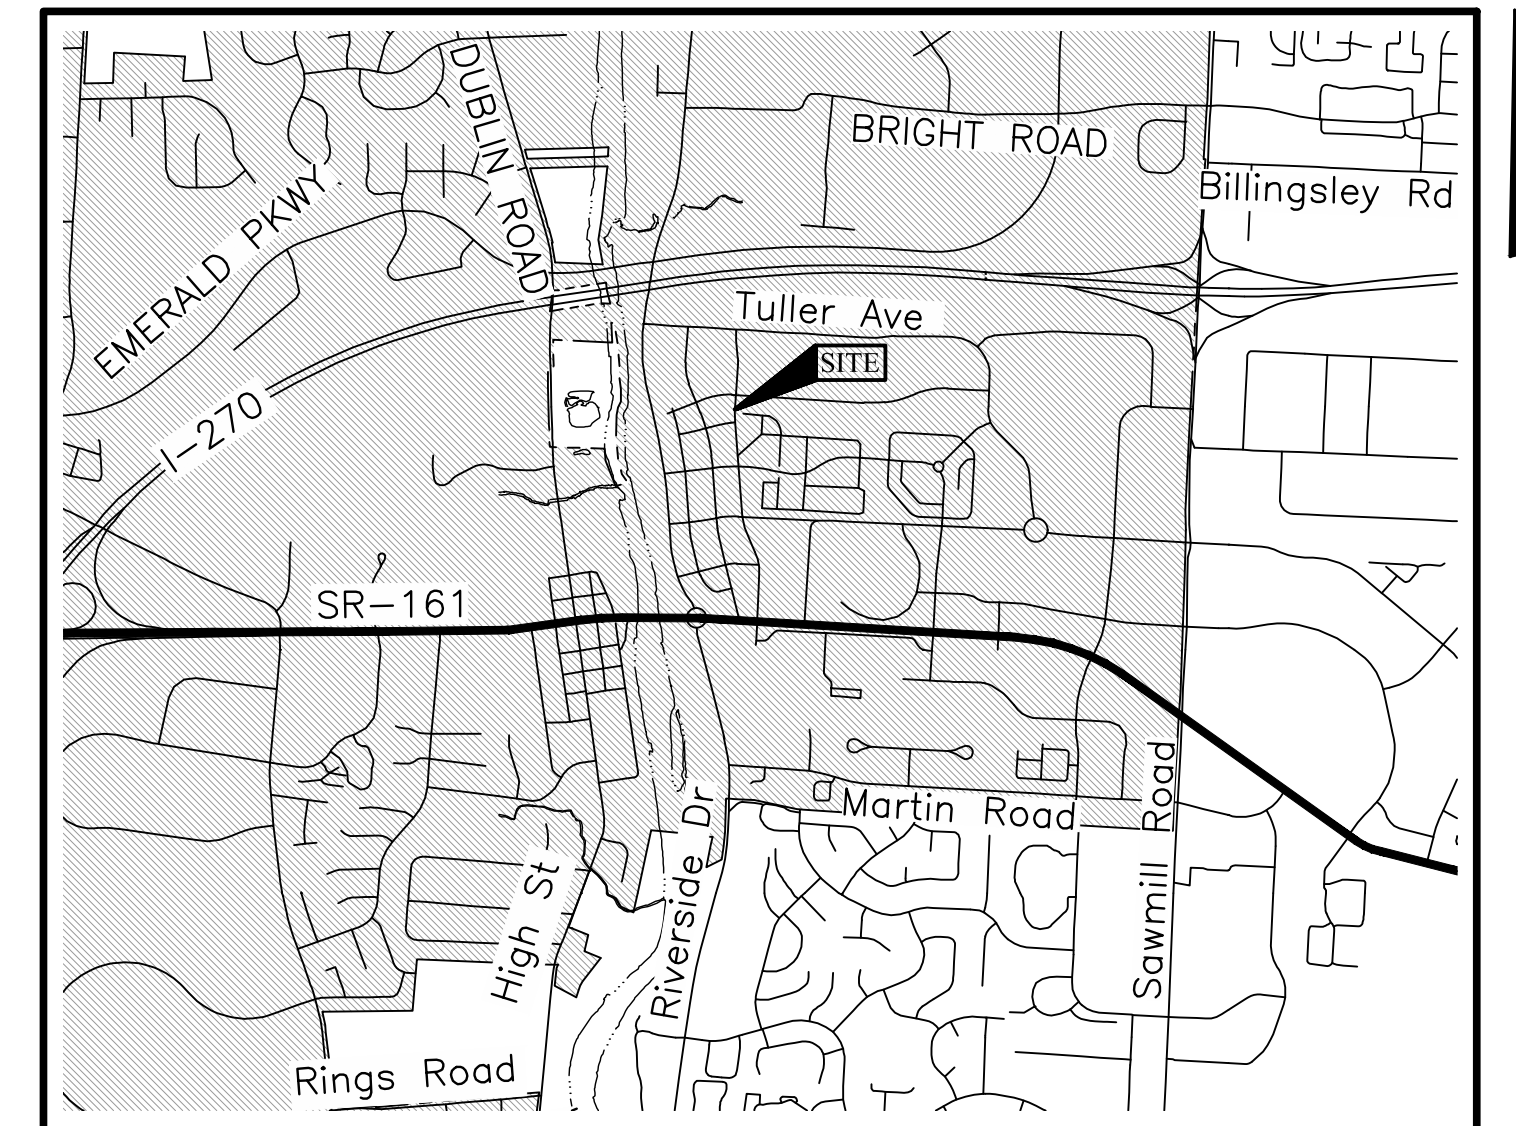 DUBLIN ROAD
BRIGHT ROAD
Billingsley Rd
EMERALD PKWY.
Tuller Ave
SITE
I-270
SR-161
Martin Road
Sawmill Road
Riverside Dr
High St
Rings Road